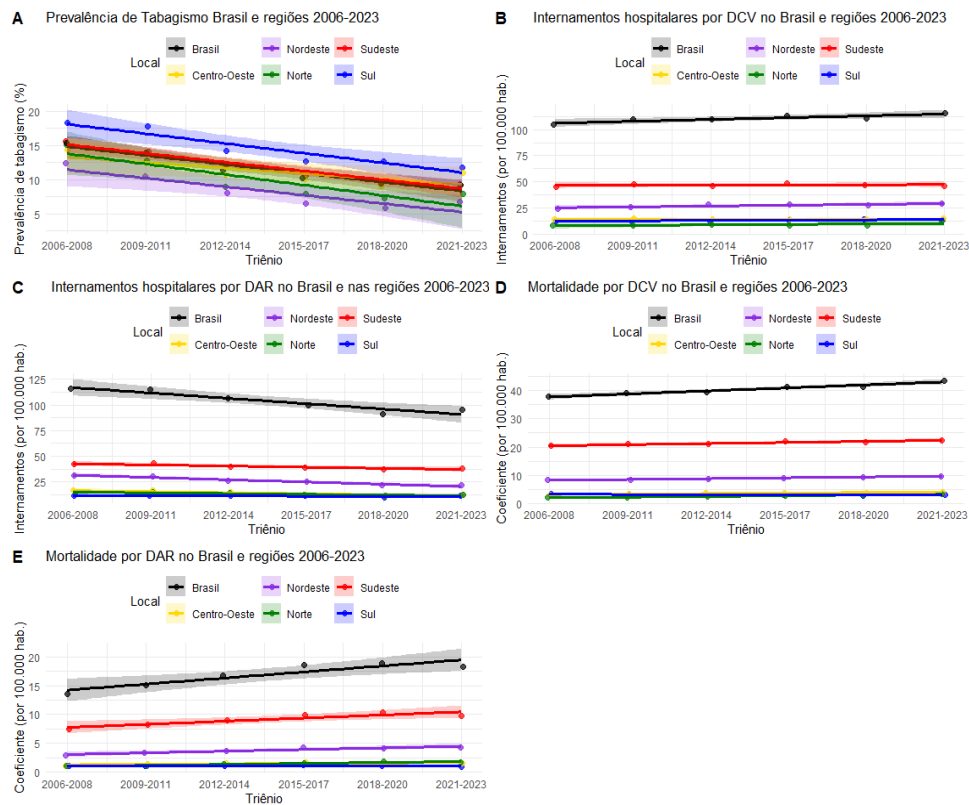 A Prevalência de Tabagismo Brasil e regiões 2006-2023
Local
Brasil Nordeste Sudeste
Centro-Oeste Norte Sul
Prevalência de tabagismo (%)
20
15
10
5
2006-2008 2009-2011 2012-2014 2015-2017 2018-2020 2021-2023
Triênio
B Internamentos hospitalares por DCV no Brasil e regiões 2006-2023
Local
Brasil Nordeste Sudeste
Centro-Oeste Norte Sul
Internamentos (por 100.000 hab.)
100
75
50
25
0
2006-2008 2009-2011 2012-2014 2015-2017 2018-2020 2021-2023
Triênio
C Internamentos hospitalares por DAR no Brasil e nas regiões 2006-2023
Local
Brasil Nordeste Sudeste
Centro-Oeste Norte Sul
Internamentos (por 100.000 hab.)
125
100
75
50
25
2006-2008 2009-2011 2012-2014 2015-2017 2018-2020 2021-2023
Triênio
D Mortalidade por DCV no Brasil e regiões 2006-2023
Local
Brasil Nordeste Sudeste
Centro-Oeste Norte Sul
Coeficiente (por 100.000 hab.)
40
30
20
10
0
2006-2008 2009-2011 2012-2014 2015-2017 2018-2020 2021-2023
Triênio
E Mortalidade por DAR no Brasil e regiões 2006-2023
Local
Brasil Nordeste Sudeste
Centro-Oeste Norte Sul
Coeficiente (por 100.000 hab.)
20
15
10
5
0
2006-2008 2009-2011 2012-2014 2015-2017 2018-2020 2021-2023
Triênio